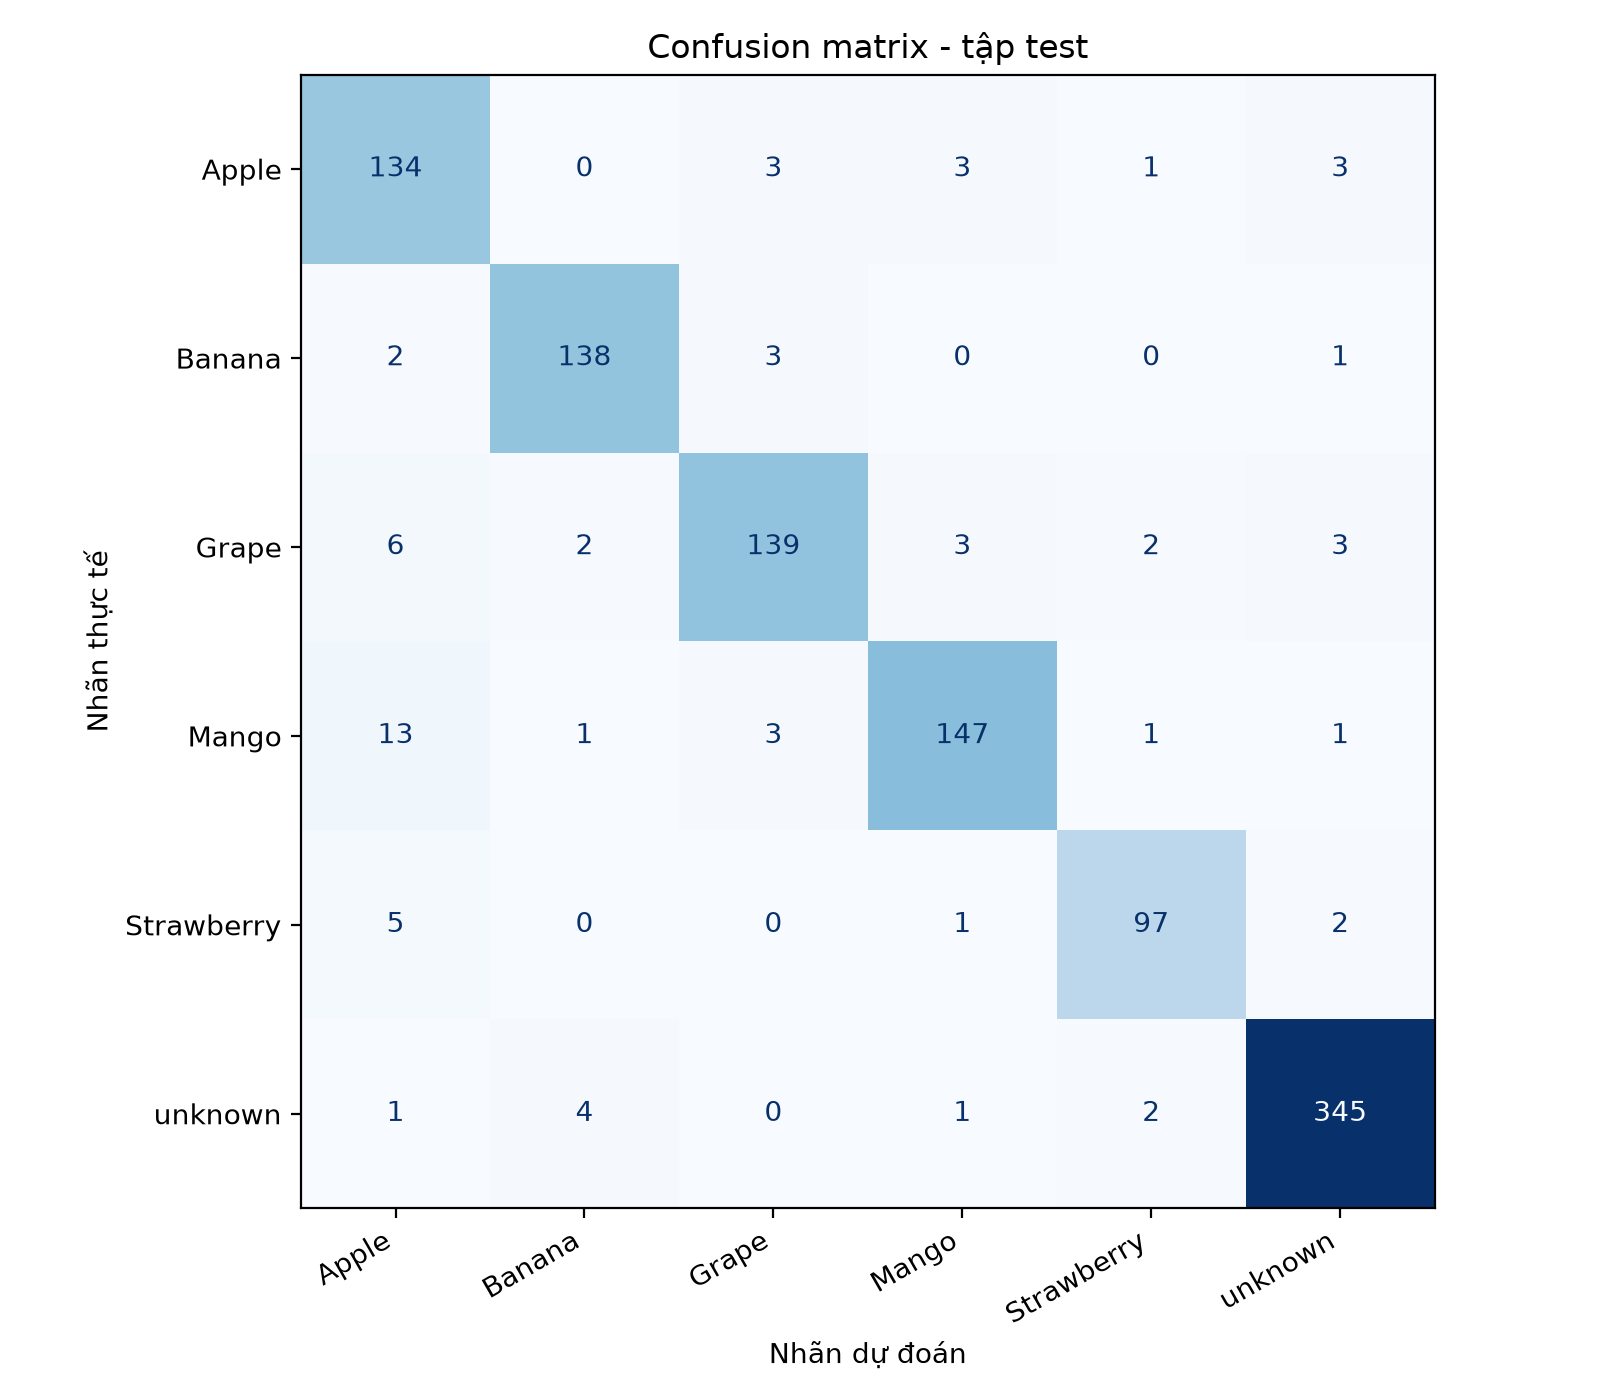 Confusion matrix - tập test
Apple 134 0 3 3 1 3
Banana 2 138 3 0 0 1
Grape 6 2 139 3 2 3
Mango 13 1 3 147 1 1
Strawberry 5 0 0 1 97 2
unknown 1 4 0 1 2 345
Nhãn thực tế
Apple Banana Grape Mango Strawberry unknown
Nhãn dự đoán